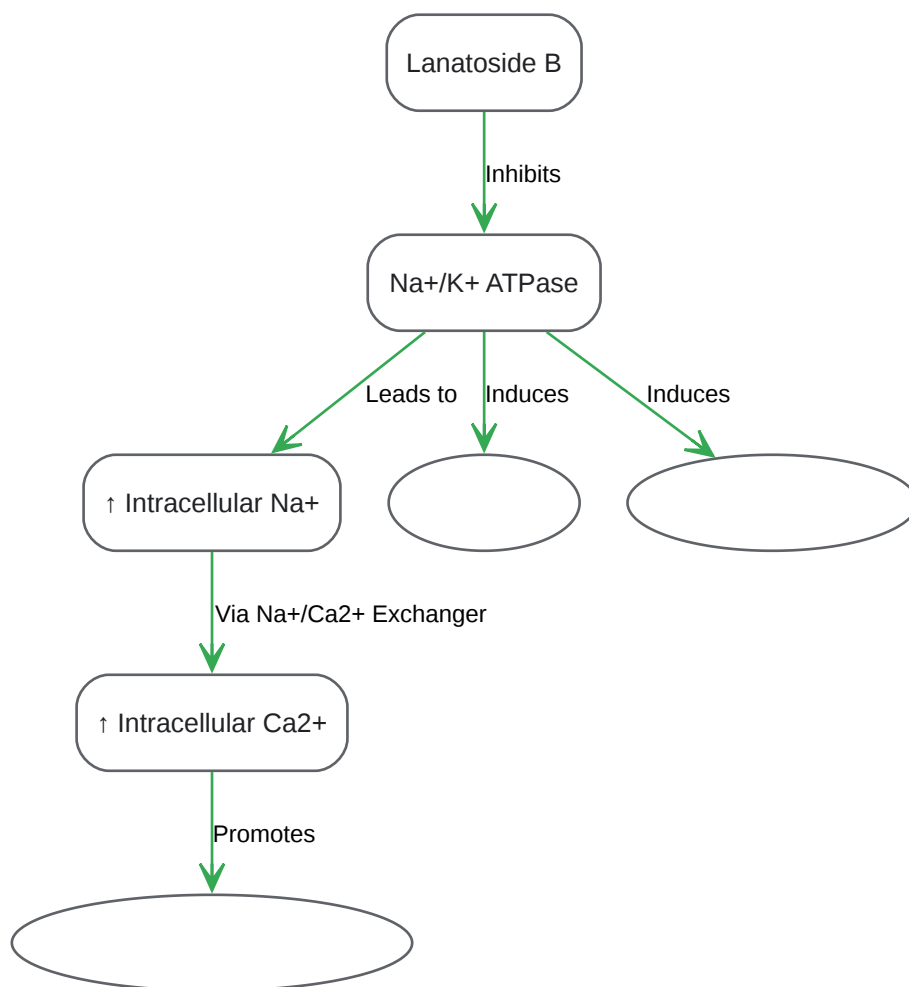 Lanatoside B
Inhibits
Na+/K+ ATPase
Leads to
Induces
Induces
↑ Intracellular Na+
Via Na+/Ca2+ Exchanger
↑ Intracellular Ca2+
Promotes